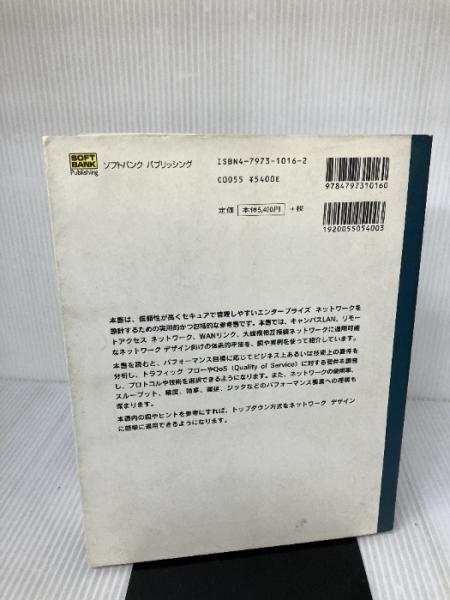 SOFT
BANK
Publishing
ソフトバンク パブリッシング
ISBN4-7973-1016-2
C0055 ¥5400E
定価 本体5,400円 +税
9784797310160
1920055054003
本書は、信頼性が高くセキュアで管理しやすいエンタープライズ ネットワークを
設計するための実用的かつ包括的な参考書です。本書では、キャンパスLAN、リモー
トアクセス ネットワーク、WANリンク、大規模相互接続ネットワークに適用可能
なネットワーク デザイン向けの体系的手法を、図や実例を使って紹介しています。
本書を読むと、パフォーマンス目標に応じてビジネス上あるいは技術上の要件を
分析し、トラフィック フローやQoS（Quality of Service）に対する要件を調査
し、プロトコルや技術を選択できるようになります。また、ネットワークの使用率、
スループット、精度、効率、遅延、ジッタなどのパフォーマンス要素への理解も
深まります。
本書内の図やヒントを参考にすれば、トップダウン方式をネットワーク デザイン
に簡単に適用できるようになります。